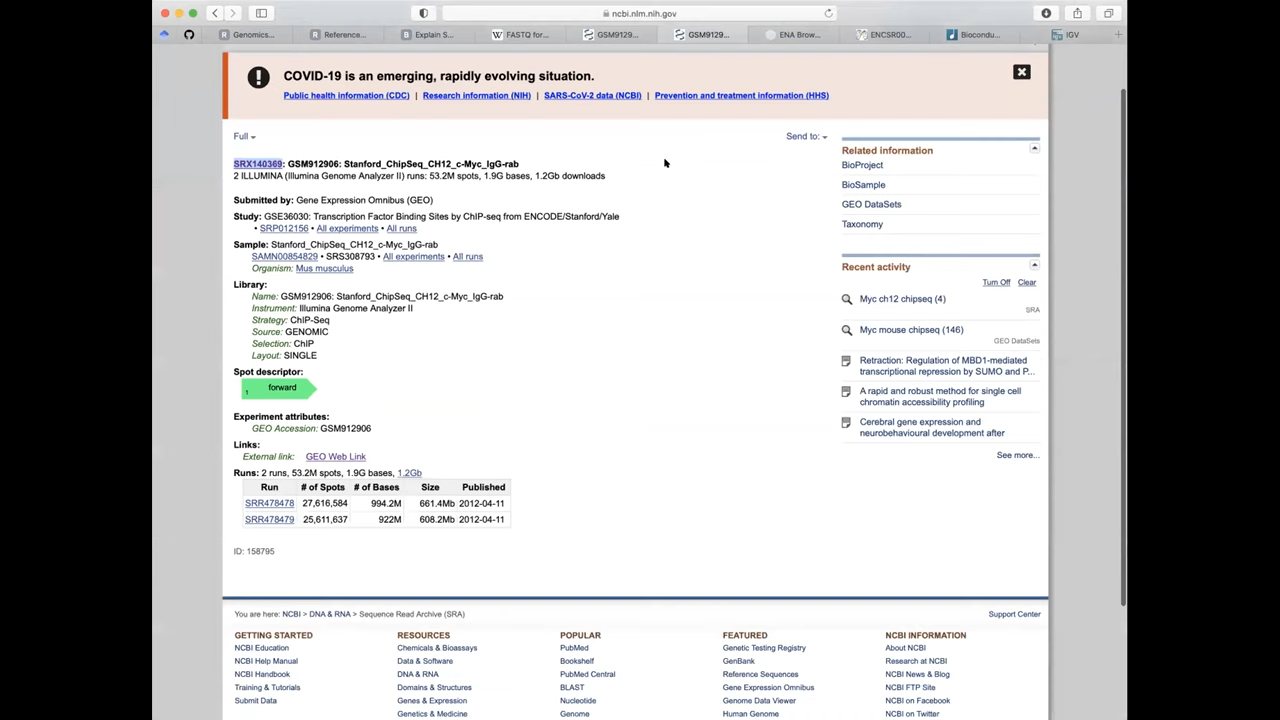 ncbi.nlm.nih.gov
Genomics...
Reference...
Explain S...
FASTQ for...
GSM9129...
GSM9129...
ENA Brow...
ENCSR00...
Biocondu...
IGV
COVID-19 is an emerging, rapidly evolving situation.
Public health information (CDC) | Research information (NIH) | SARS-CoV-2 data (NCBI) | Prevention and treatment information (HHS)
Full
Send to:
SRX140369: GSM912906: Stanford_ChipSeq_CH12_c-Myc_IgG-rab
2 ILLUMINA (Illumina Genome Analyzer II) runs: 53.2M spots, 1.9G bases, 1.2Gb downloads
Submitted by: Gene Expression Omnibus (GEO)
Study: GSE36030: Transcription Factor Binding Sites by ChIP-seq from ENCODE/Stanford/Yale
• SRP012156 • All experiments • All runs
Sample: Stanford_ChipSeq_CH12_c-Myc_IgG-rab
SAMN00854829 • SRS308793 • All experiments • All runs
Organism: Mus musculus
Library:
Name: GSM912906: Stanford_ChipSeq_CH12_c-Myc_IgG-rab
Instrument: Illumina Genome Analyzer II
Strategy: ChIP-Seq
Source: GENOMIC
Selection: ChIP
Layout: SINGLE
Spot descriptor:
1 forward
Experiment attributes:
GEO Accession: GSM912906
Links:
External link: GEO Web Link
Runs: 2 runs, 53.2M spots, 1.9G bases, 1.2Gb
Run # of Spots # of Bases Size Published
SRR478478 27,616,584 994.2M 661.4Mb 2012-04-11
SRR478479 25,611,637 922M 608.2Mb 2012-04-11
ID: 158795
Related information
BioProject
BioSample
GEO DataSets
Taxonomy
Recent activity
Turn Off Clear
Myc ch12 chipseq (4)
SRA
Myc mouse chipseq (146)
GEO DataSets
Retraction: Regulation of MBD1-mediated
transcriptional repression by SUMO and P...
A rapid and robust method for single cell
chromatin accessibility profiling
Cerebral gene expression and
neurobehavioural development after
See more...
You are here: NCBI > DNA & RNA > Sequence Read Archive (SRA)
Support Center
GETTING STARTED
NCBI Education
NCBI Help Manual
NCBI Handbook
Training & Tutorials
Submit Data
RESOURCES
Chemicals & Bioassays
Data & Software
DNA & RNA
Domains & Structures
Genes & Expression
Genetics & Medicine
POPULAR
PubMed
Bookshelf
PubMed Central
BLAST
Nucleotide
Genome
FEATURED
Genetic Testing Registry
GenBank
Reference Sequences
Gene Expression Omnibus
Genome Data Viewer
Human Genome
NCBI INFORMATION
About NCBI
Research at NCBI
NCBI News & Blog
NCBI FTP Site
NCBI on Facebook
NCBI on Twitter